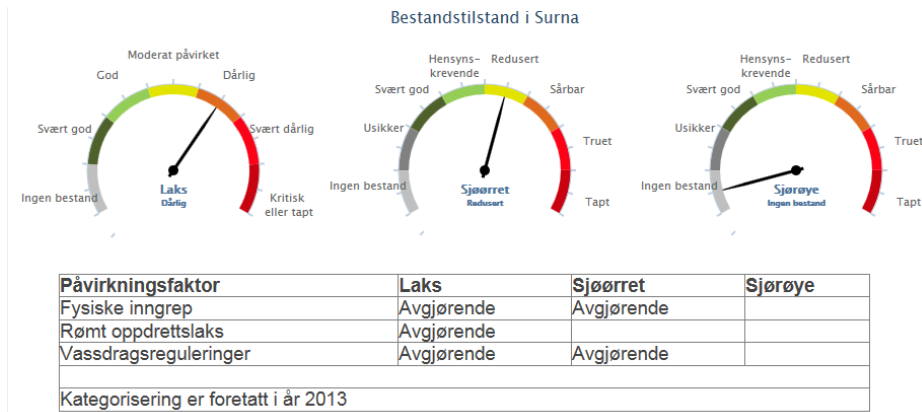 Bestandstilstand i Surna
Moderat påvirket
God
Dårlig
Svært god
Svært dårlig
Ingen bestand
Kritisk
eller tapt
Laks
Dårlig
Hensyns-
krevende
Redusert
Svært god
Sårbar
Usikker
Truet
Ingen bestand
Tapt
Sjøørret
Redusert
Hensyns-
krevende
Redusert
Svært god
Sårbar
Usikker
Truet
Ingen bestand
Tapt
Sjørøye
Ingen bestand
Påvirkningsfaktor Laks Sjøørret Sjørøye
Fysiske inngrep Avgjørende Avgjørende
Rømt oppdrettslaks Avgjørende
Vassdragsreguleringer Avgjørende Avgjørende
Kategorisering er foretatt i år 2013